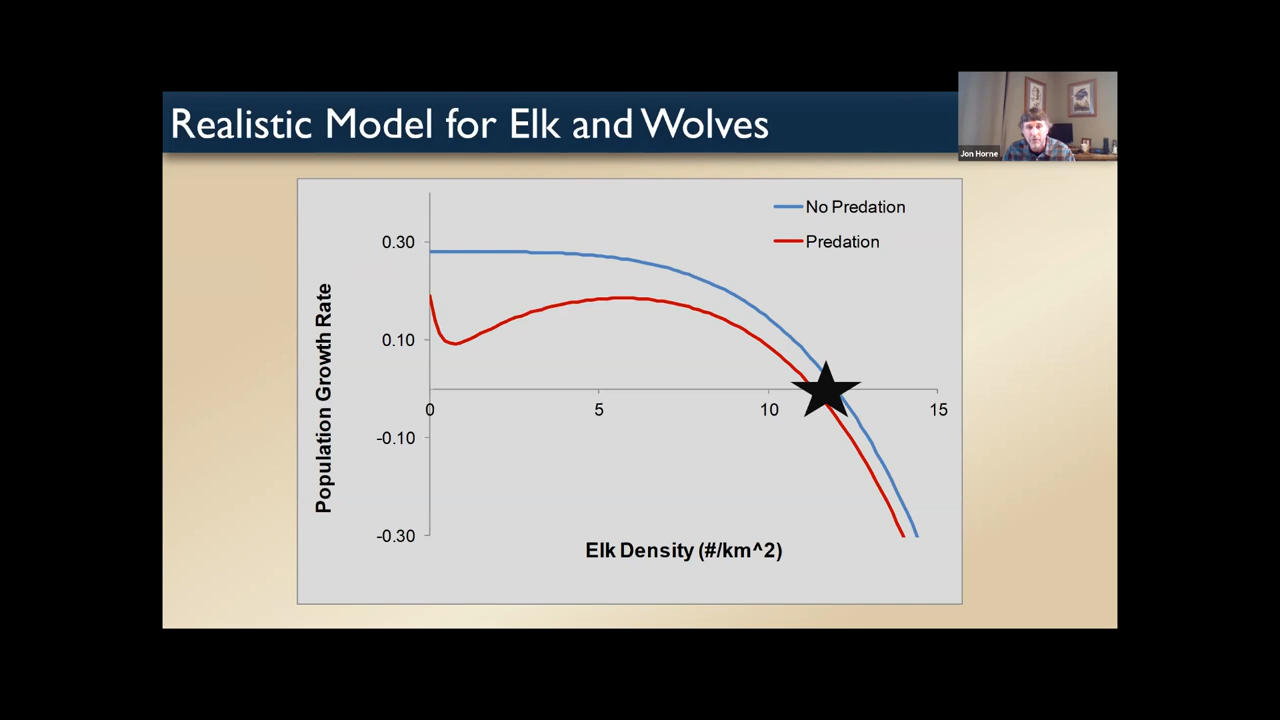 Realistic Model for Elk and Wolves
Jon Horne
No Predation
Predation
0.30
0.10
-0.10
-0.30
0
5
10
15
Population Growth Rate
Elk Density (#/km^2)